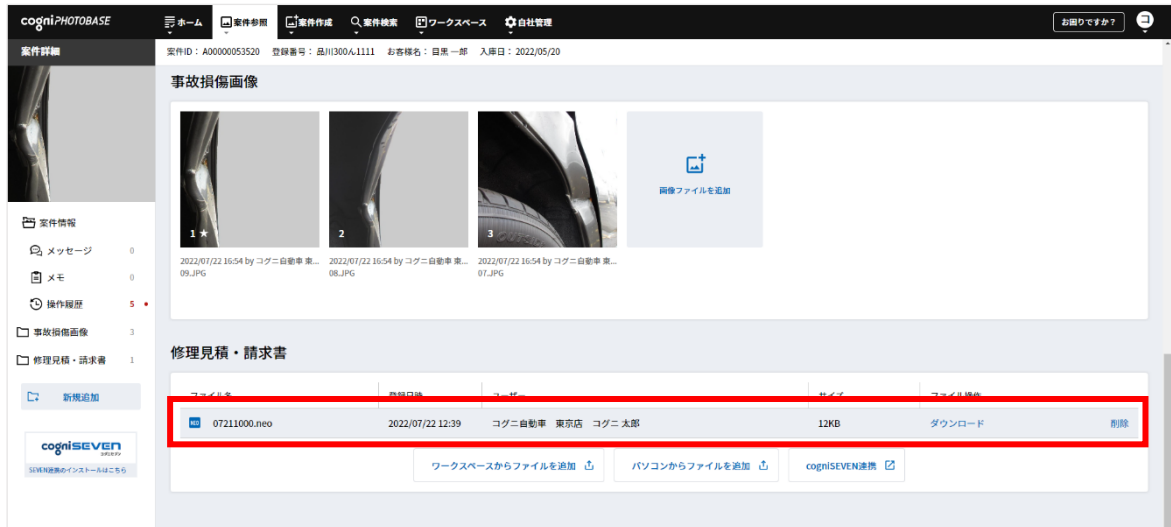 cogni PHOTOBASE
ホーム
案件参照
案件作成
案件検索
ワークスペース
自社管理
お困りですか？
コ
案件詳細
案件ID： A00000053520 登録番号： 品川300ん1111 お客様名： 目黒 一郎 入庫日： 2022/05/20
事故損傷画像
1 ★
2
3
画像ファイルを追加
2022/07/22 16:54 by コグニ自動車 東...
09.JPG
2022/07/22 16:54 by コグニ自動車 東...
08.JPG
2022/07/22 16:54 by コグニ自動車 東...
07.JPG
案件情報
メッセージ 0
メモ 0
操作履歴 5
事故損傷画像 3
修理見積・請求書 1
新規追加
cogniSEVEN
コグニセブン
SEVEN連携のインストールはこちら
修理見積・請求書
ファイル名 登録日時 ユーザー サイズ ファイル操作
NEO 07211000.neo 2022/07/22 12:39 コグニ自動車 東京店 コグニ 太郎 12KB ダウンロード 削除
ワークスペースからファイルを追加
パソコンからファイルを追加
cogniSEVEN連携